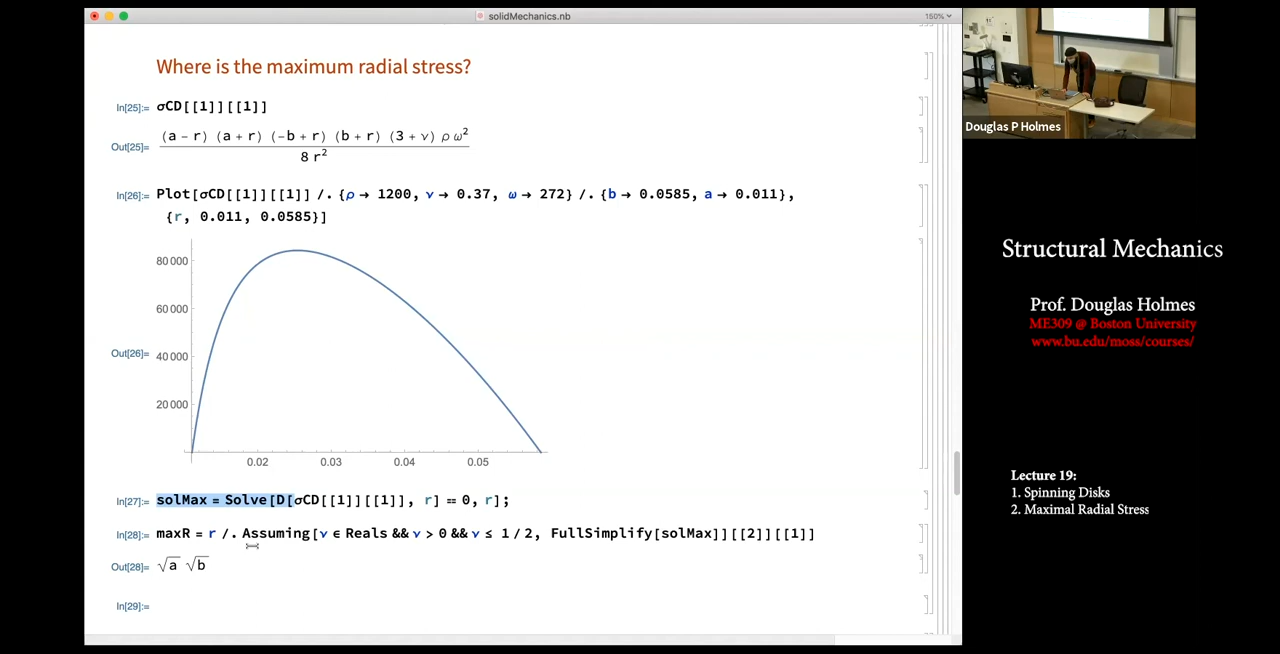 solidMechanics.nb
150%
Where is the maximum radial stress?
In[25]:= σCD[[1]][[1]]
Out[25]= (a - r) (a + r) (-b + r) (b + r) (3 + ν) ρ ω²
8 r²
In[26]:= Plot[σCD[[1]][[1]] /. {ρ → 1200, ν → 0.37, ω → 272} /. {b → 0.0585, a → 0.011},
{r, 0.011, 0.0585}]
Out[26]=
80 000
60 000
40 000
20 000
0.02 0.03 0.04 0.05
In[27]:= solMax = Solve[D[σCD[[1]][[1]], r] == 0, r];
In[28]:= maxR = r /. Assuming[ν ∈ Reals && ν > 0 && ν ≤ 1 / 2, FullSimplify[solMax]][[2]][[1]]
Out[28]= √a √b
In[29]:=
Douglas P Holmes
Structural Mechanics
Prof. Douglas Holmes
ME309 @ Boston University
www.bu.edu/moss/courses/
Lecture 19:
1. Spinning Disks
2. Maximal Radial Stress